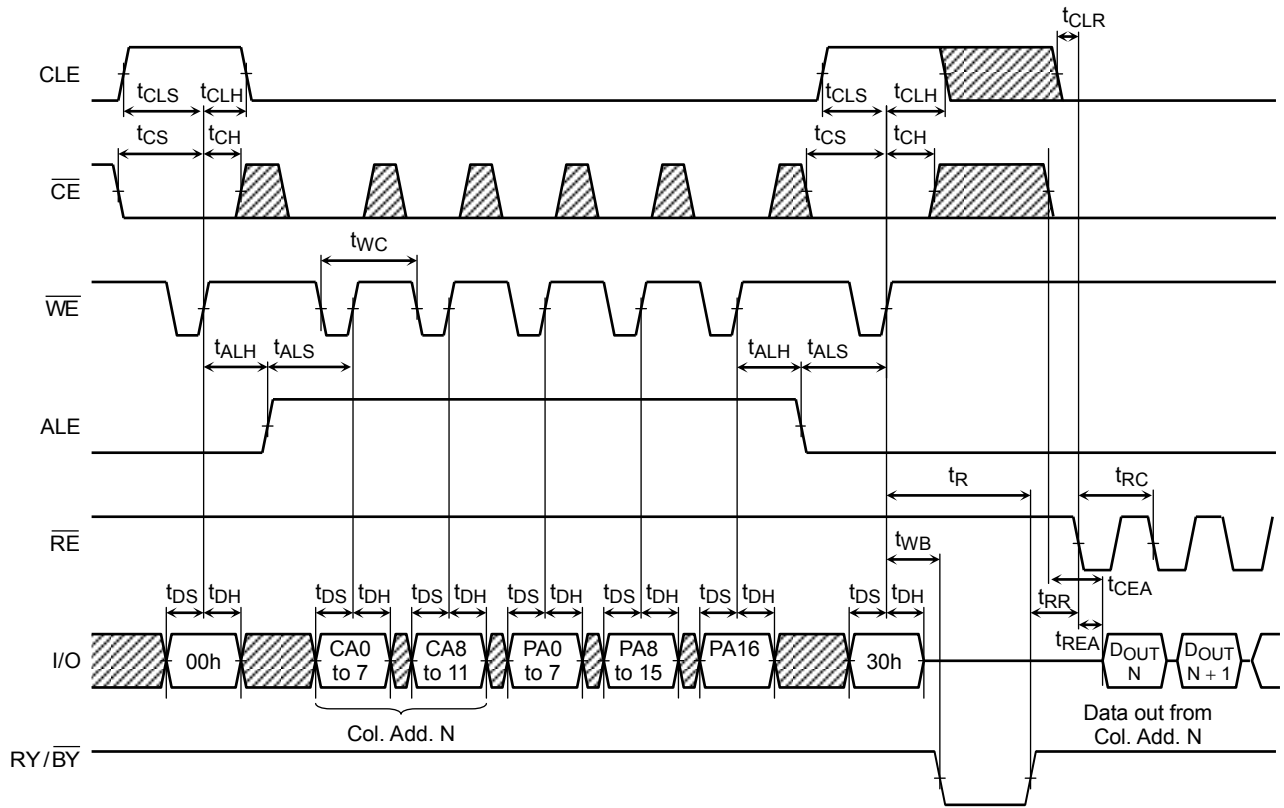 tCLR
CLE
tCLS tCLH tCLS tCLH
tCS tCH tCS tCH
CE
tWC
WE
tALH tALS tALH tALS
ALE
tR tRC
RE
tWB
tCEA
tDS tDH tDS tDH tDS tDH tDS tDH tDS tDH tDS tDH tDS tDH tRR
tREA
I/O 00h CA0 to 7 CA8 to 11 PA0 to 7 PA8 to 15 PA16 30h DOUT N DOUT N + 1
Col. Add. N
Data out from
Col. Add. N
RY/BY